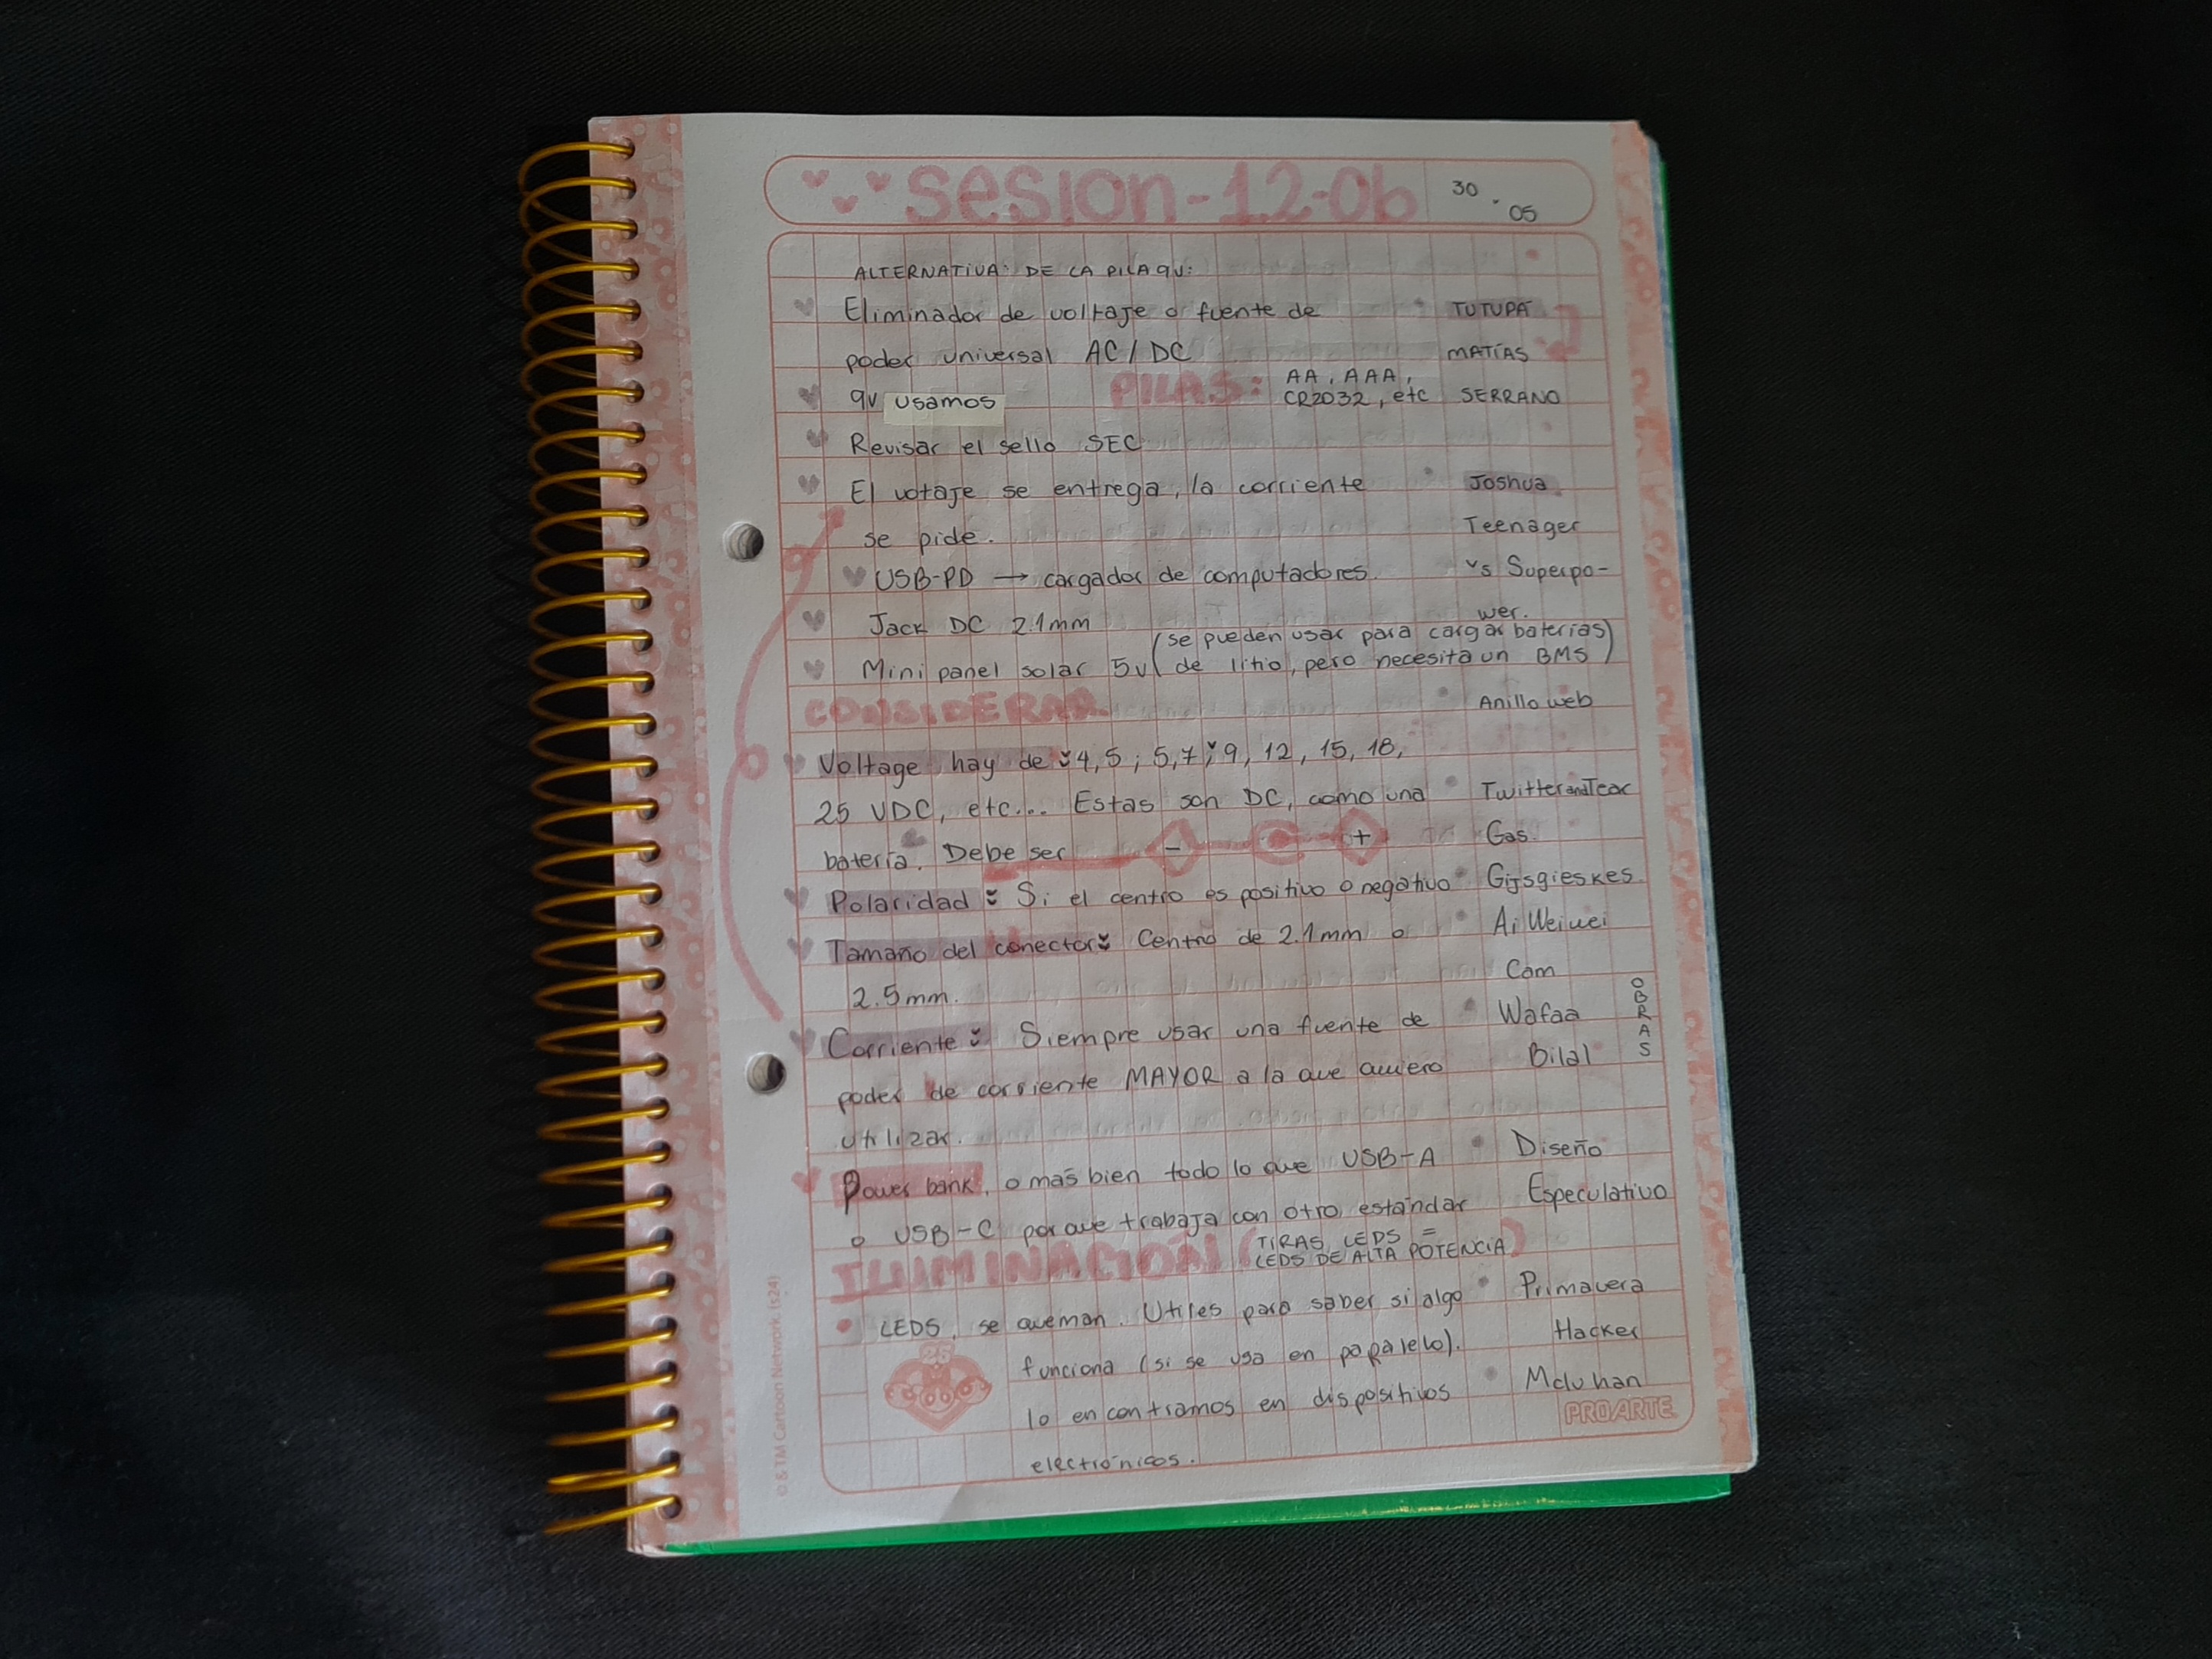 sesion-12-06
30 . 05
ALTERNATIVA: DE LA PILA 9V:
Eliminador de voltaje o fuente de
poder universal AC / DC
9V usamos
PILAS: AA, AAA,
CR2032, etc
Revisar el sello SEC
El votaje se entrega, la corriente
se pide.
USB-PD → cargador de computadores.
Jack DC 2.1mm
Mini panel solar 5v (se pueden usar para cargar baterias
de litio, pero necesita un BMS)
CONSIDERAR
Voltage hay de: 4,5; 5,7; 9, 12, 15, 18,
25 VDC, etc... Estas son DC, como una
batería. Debe ser - C +
Polaridad: Si el centro es positivo o negativo
Tamaño del conector: Centro de 2.1mm o
2.5mm.
Corriente: Siempre usar una fuente de
poder de corriente MAYOR a la que quiero
utilizar.
Power bank, o mas bien todo lo que USB-A
o USB-C porque trabaja con otro estándar
ILUMINACIÓN (TIRAS LEDS =
LEDS DE ALTA POTENCIA)
LEDS, se queman. Utiles para saber si algo
funciona (si se usa en paralelo).
lo encontramos en dispositivos
electrónicos.
TUTUPA
MATÍAS
SERRANO
Joshua
Teenager
vs Superpo-
wer.
Anillo web
TwitterandTear
Gas.
Gijsgieskes
Ai Weiwei
Cam
Wafaa
Bilal
Diseño
Especulativo
Primavera
Hacker
Mcluhan
OBRAS
25
PROARTE
© & TM Cartoon Network. (s24)